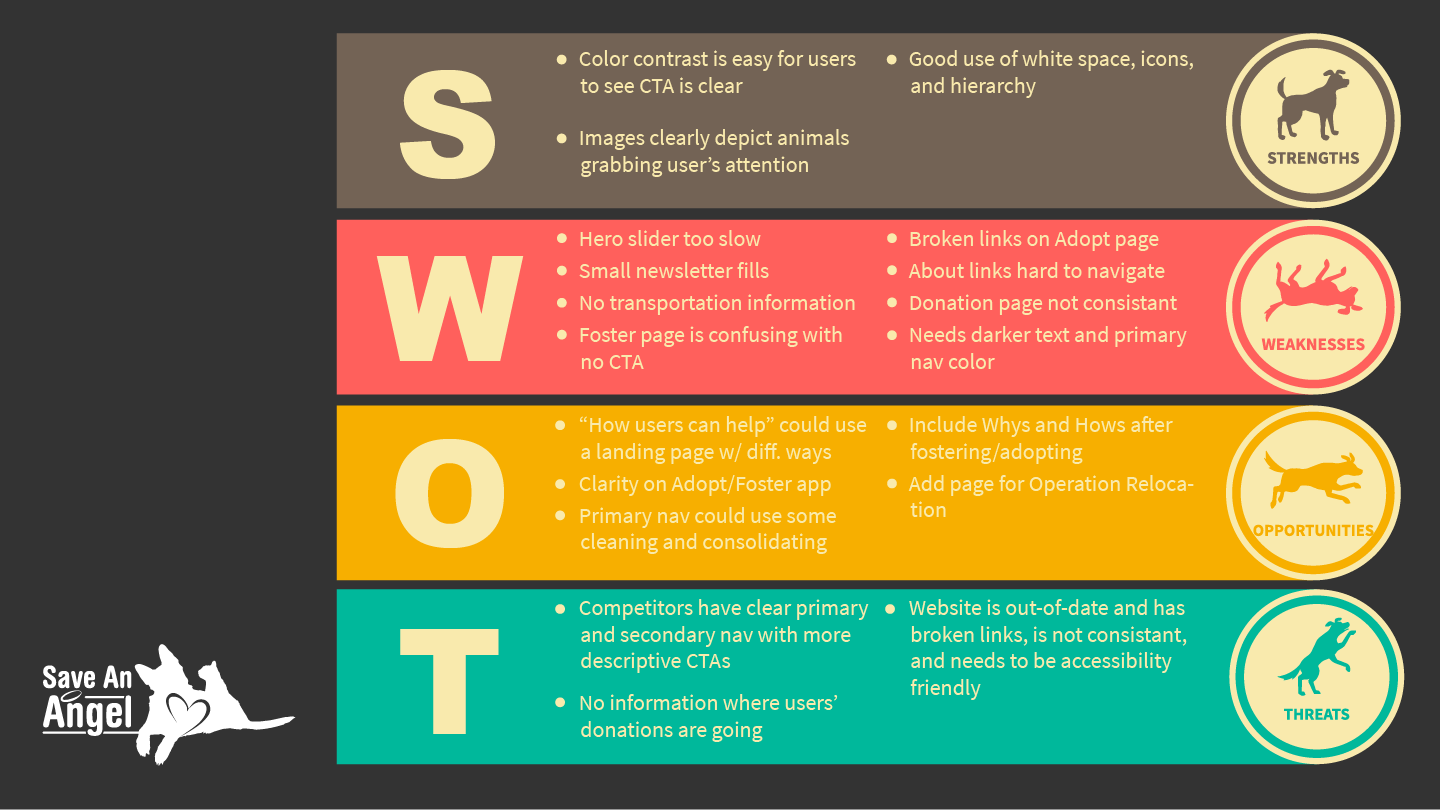 S
Color contrast is easy for users
to see CTA is clear
Images clearly depict animals
grabbing user’s attention
Good use of white space, icons,
and hierarchy
STRENGTHS
W
Hero slider too slow
Small newsletter fills
No transportation information
Foster page is confusing with
no CTA
Broken links on Adopt page
About links hard to navigate
Donation page not consistant
Needs darker text and primary
nav color
WEAKNESSES
O
“How users can help” could use
a landing page w/ diff. ways
Clarity on Adopt/Foster app
Primary nav could use some
cleaning and consolidating
Include Whys and Hows after
fostering/adopting
Add page for Operation Reloca-
tion
OPPORTUNITIES
T
Competitors have clear primary
and secondary nav with more
descriptive CTAs
No information where users’
donations are going
Website is out-of-date and has
broken links, is not consistant,
and needs to be accessibility
friendly
THREATS
Save An
Angel